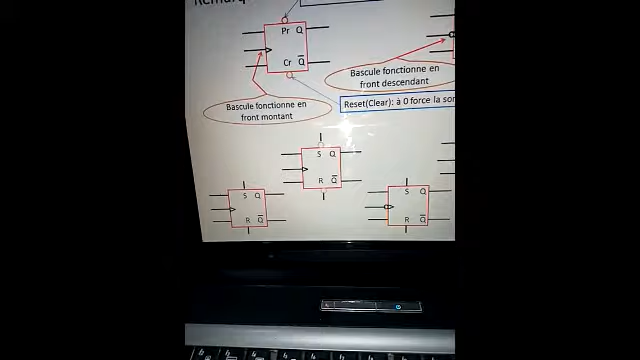 Remarq
Pr Q
Cr Q̅
Bascule fonctionne en
front descendant
Bascule fonctionne en
front montant
Reset(Clear): à 0 force la sor
S Q
R Q̅
S Q
R Q̅
S Q
R Q̅